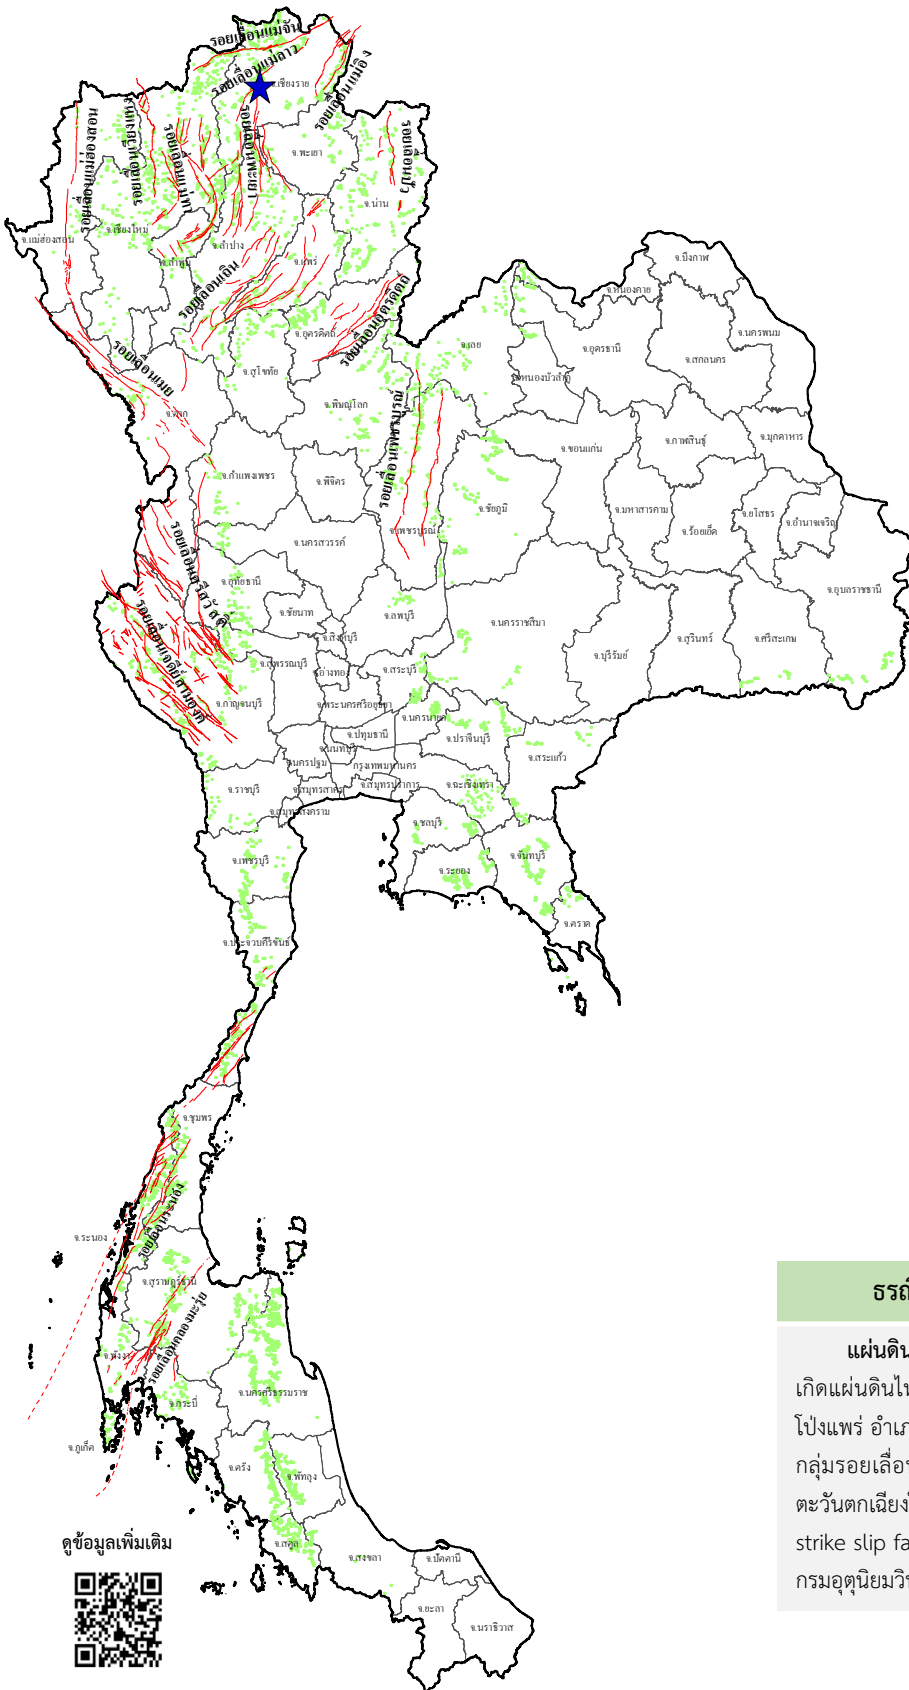 รอยเลื่อนแม่จัน
รอยเลื่อนแม่ลาว
จ.เชียงราย
รอยเลื่อนแม่อิง
รอยเลื่อนแม่ฮ่องสอน
รอยเลื่อนแม่ทา
รอยเลื่อนพะเยา
จ.พะเยา
รอยเลื่อนปัว
จ.น่าน
จ.แม่ฮ่องสอน
จ.เชียงใหม่
จ.ลำพูน
จ.ลำปาง
จ.แพร่
รอยเลื่อนเถิน
จ.อุตรดิตถ์
รอยเลื่อนอุตรดิตถ์
รอยเลื่อนเมย
จ.สุโขทัย
จ.ตาก
จ.พิษณุโลก
รอยเลื่อนเพชรบูรณ์
จ.เลย
จ.บึงกาฬ
จ.หนองคาย
จ.อุดรธานี
จ.นครพนม
จ.สกลนคร
จ.หนองบัวลำภู
จ.ขอนแก่น
จ.กาฬสินธุ์
จ.มุกดาหาร
จ.กำแพงเพชร
จ.พิจิตร
จ.เพชรบูรณ์
จ.ชัยภูมิ
จ.มหาสารคาม
จ.ร้อยเอ็ด
จ.ยโสธร
จ.อำนาจเจริญ
จ.นครสวรรค์
รอยเลื่อนศรีสวัสดิ์
จ.อุทัยธานี
จ.ชัยนาท
จ.ลพบุรี
จ.นครราชสีมา
จ.อุบลราชธานี
จ.บุรีรัมย์
จ.สุรินทร์
จ.ศรีสะเกษ
รอยเลื่อนเจดีย์สามองค์
จ.สิงห์บุรี
จ.สุพรรณบุรี
จ.อ่างทอง
จ.สระบุรี
จ.กาญจนบุรี
จ.พระนครศรีอยุธยา
จ.นครนายก
จ.ปทุมธานี
จ.ปราจีนบุรี
จ.นนทบุรี
จ.สระแก้ว
จ.นครปฐม
กรุงเทพมหานคร
จ.ราชบุรี
จ.สมุทรสาคร
จ.สมุทรปราการ
จ.ฉะเชิงเทรา
จ.สมุทรสงคราม
จ.ชลบุรี
จ.เพชรบุรี
จ.ระยอง
จ.จันทบุรี
จ.ตราด
จ.ประจวบคีรีขันธ์
จ.ชุมพร
รอยเลื่อนระนอง
จ.ระนอง
จ.สุราษฎร์ธานี
รอยเลื่อนคลองมะรุ่ย
จ.พังงา
จ.กระบี่
จ.นครศรีธรรมราช
จ.ภูเก็ต
จ.ตรัง
จ.พัทลุง
จ.สตูล
จ.สงขลา
จ.ปัตตานี
จ.ยะลา
จ.นราธิวาส
ดูข้อมูลเพิ่มเติม
ธรณี
แผ่นดิน
เกิดแผ่นดินไห
โป่งแพร่ อำเภ
กลุ่มรอยเลื่อน
ตะวันตกเฉียงใ
strike slip fa
กรมอุตุนิยมวิท